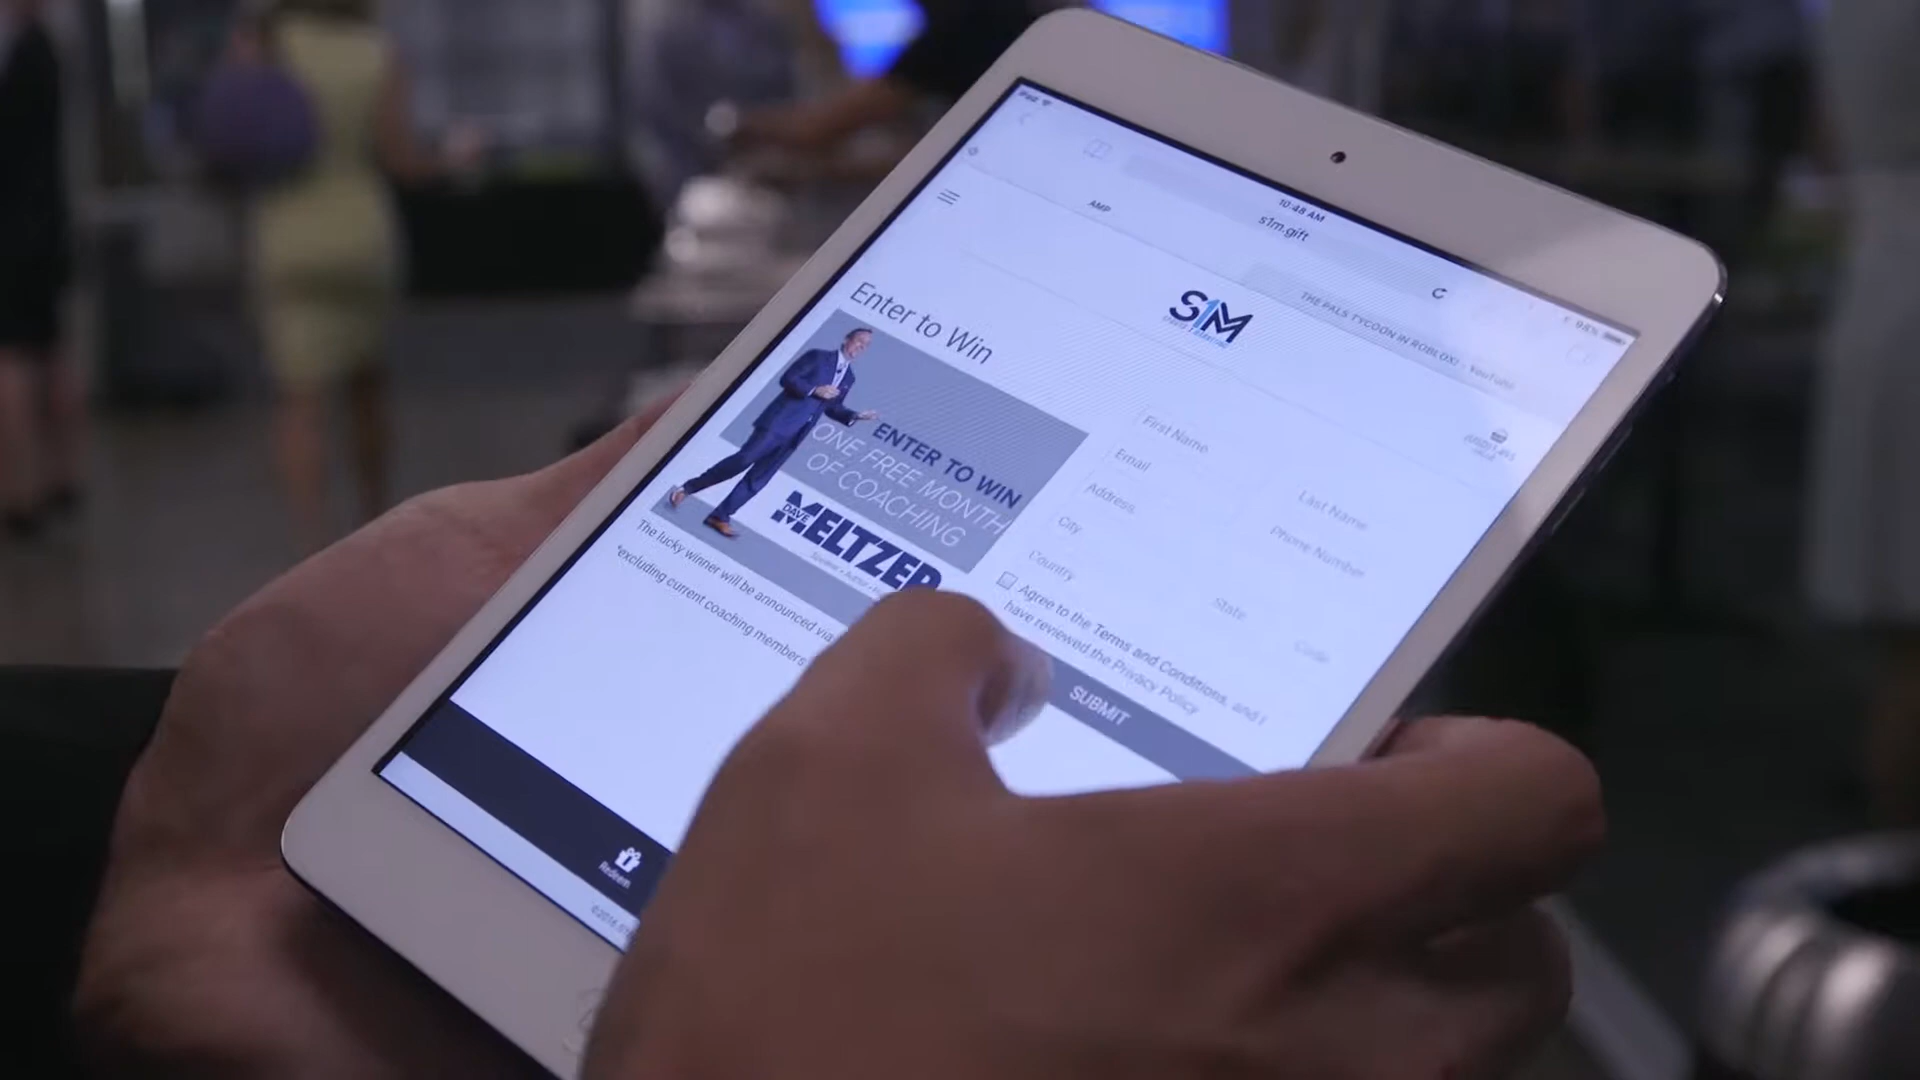 iPad
10:48 AM
98%
s1m.gift
AMP
THE PALS TYCOON IN ROBLOX! - YouTube
S1M
Enter to Win
ENTER TO WIN
ONE FREE MONTH
OF COACHING
DAVE
MELTZER
The lucky winner will be announced via
*excluding current coaching members
First Name
Last Name
Email
Phone Number
Address
City
State
Country
Code
Agree to the Terms and Conditions, and I
have reviewed the Privacy Policy
SUBMIT
Redeem